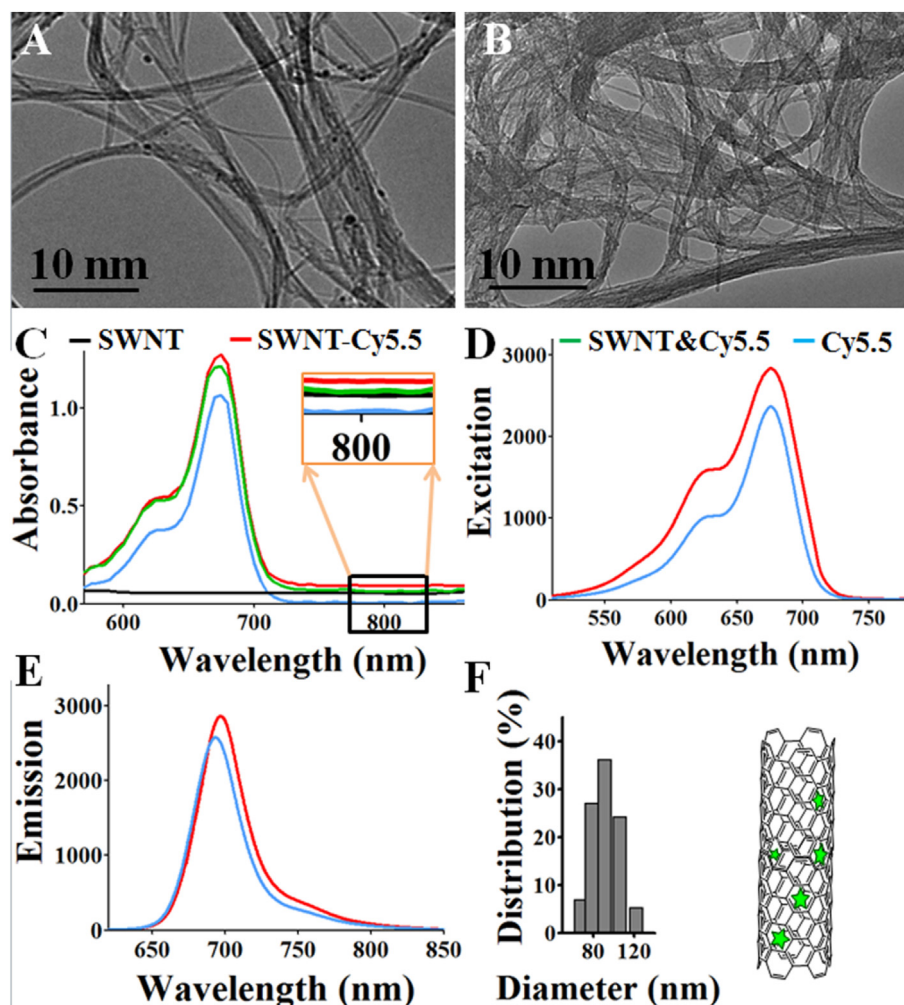 A
10 nm
B
10 nm
C
SWNT
SWNT-Cy5.5
Absorbance
1.0
0.5
0.0
800
600
700
800
Wavelength (nm)
D
SWNT&Cy5.5
Cy5.5
Excitation
3000
2000
1000
0
550
600
650
700
750
Wavelength (nm)
E
Emission
3000
2000
1000
0
650
700
750
800
850
Wavelength (nm)
F
Distribution (%)
40
30
20
10
0
80
120
Diameter (nm)